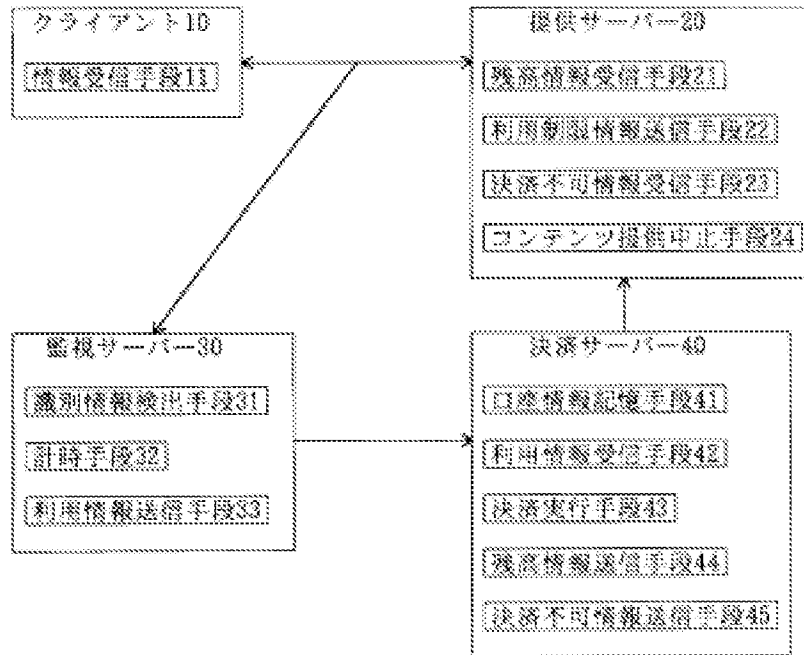 クライアント10
情報受信手段11
提供サーバー20
残高情報受信手段21
利用制限情報送信手段22
決済不可情報受信手段23
コンテンツ提供中止手段24
監視サーバー30
識別情報検出手段31
計時手段32
利用情報送信手段33
決済サーバー40
口座情報記憶手段41
利用情報受信手段42
決済実行手段43
残高情報送信手段44
決済不可情報送信手段45